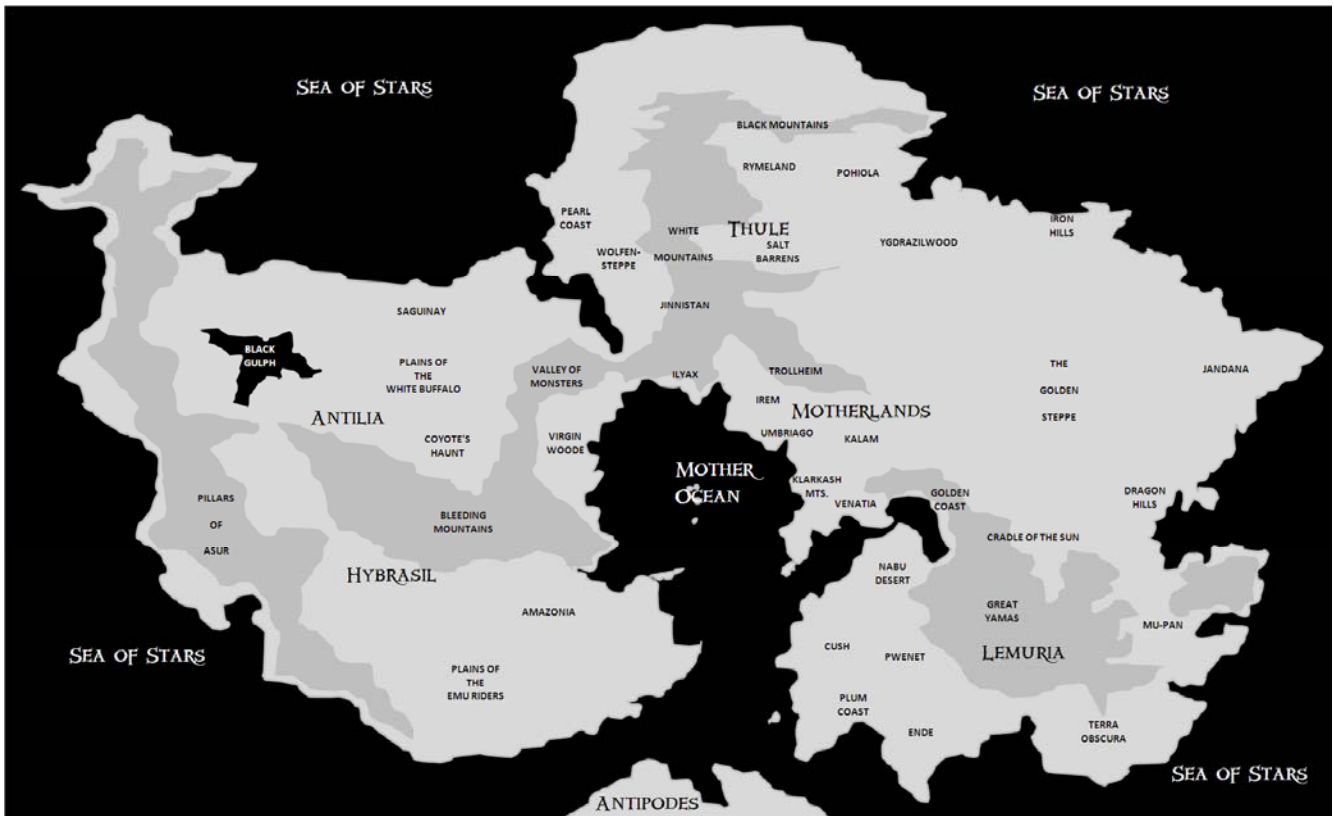 SEA OF STARS
SEA OF STARS
BLACK MOUNTAINS
RYMELAND
POHIOLA
PEARL
COAST
WHITE
MOUNTAINS
THULE
SALT
BARRENS
IRON
HILLS
YGDRAZILWOOD
WOLFEN-
STEPPE
JINNISTAN
SAGUINAY
BLACK
GULPH
PLAINS OF
THE
WHITE BUFFALO
VALLEY OF
MONSTERS
ILYAX
TROLLHEIM
THE
GOLDEN
STEPPE
JANDANA
IREM
MOTHERLANDS
ANTILIA
UMBRIAGO
KALAM
COYOTE'S
HAUNT
VIRGIN
WOODE
MOTHER
OCEAN
KLARKASH
MTS.
VENATIA
GOLDEN
COAST
DRAGON
HILLS
PILLARS
OF
ASUR
BLEEDING
MOUNTAINS
CRADLE OF THE SUN
HYBRASIL
NABU
DESERT
AMAZONIA
GREAT
YAMAS
MU-PAN
SEA OF STARS
CUSH
PWENET
LEMURIA
PLAINS OF
THE
EMU RIDERS
PLUM
COAST
ENDE
TERRA
OBSCURA
SEA OF STARS
ANTIPODES